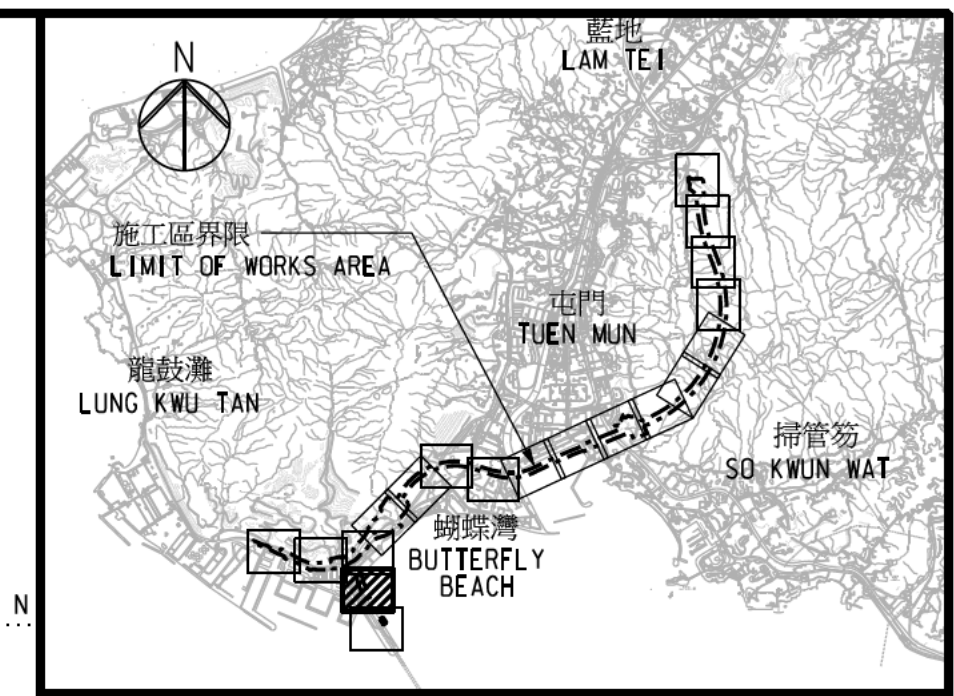 藍地
LAM TEI
N
施工區界限
LIMIT OF WORKS AREA
屯門
TUEN MUN
龍鼓灘
LUNG KWU TAN
掃管笏
SO KWUN WAT
蝴蝶灣
BUTTERFLY
BEACH
N
...